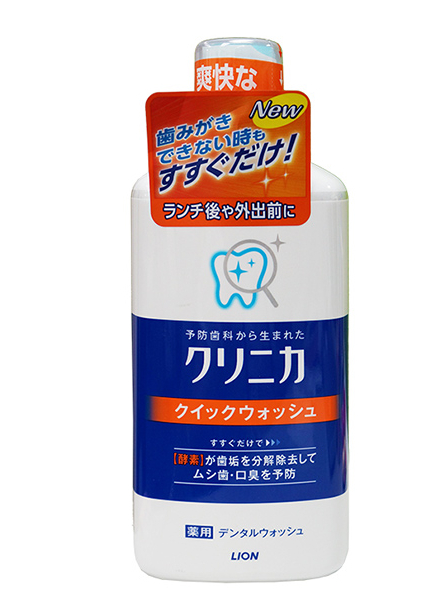 爽快な
New
歯みがき
できない時も
すすぐだけ!
ランチ後や外出前に
予防歯科から生まれた
クリニカ
クイックウォッシュ
すすぐだけで
【酵素】が歯垢を分解除去して
ムシ歯・口臭を予防
薬用 デンタルウォッシュ
LION